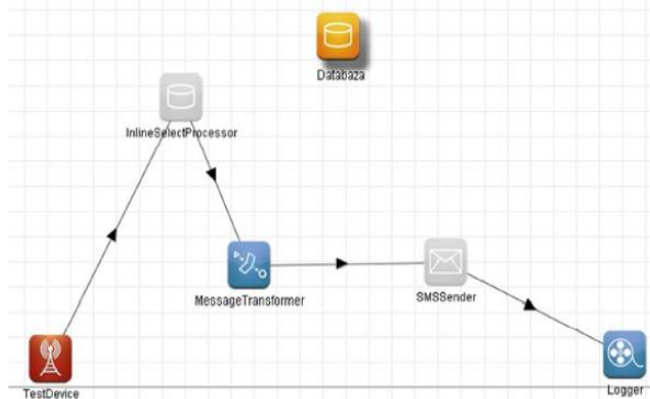 Databaza
InlineSelectProcessor
MessageTransformer
SMSSender
TestDevice
Logger